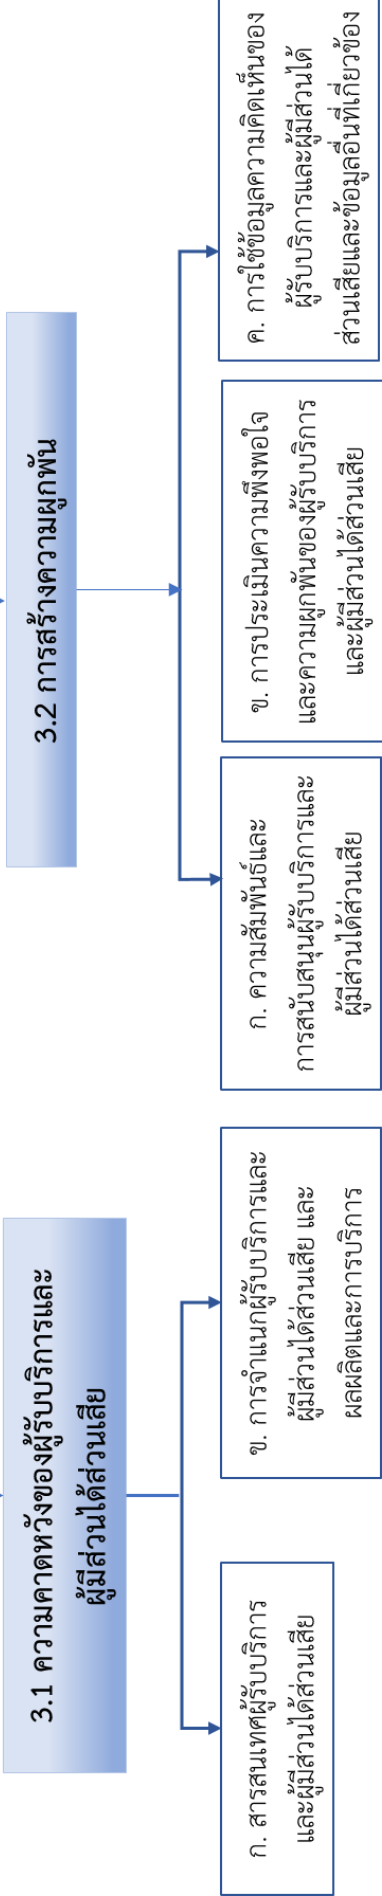 3.1 ความคาดหวังของผู้รับบริการและ
ผู้มีส่วนได้ส่วนเสีย
ก. สารสนเทศผู้รับบริการ
และผู้มีส่วนได้ส่วนเสีย
ข. การจำแนกผู้รับบริการและ
ผู้มีส่วนได้ส่วนเสีย และ
ผลผลิตและการบริการ
3.2 การสร้างความผูกพัน
ก. ความสัมพันธ์และ
การสนับสนุนผู้รับบริการและ
ผู้มีส่วนได้ส่วนเสีย
ข. การประเมินความพึงพอใจ
และความผูกพันของผู้รับบริการ
และผู้มีส่วนได้ส่วนเสีย
ค. การใช้ข้อมูลความคิดเห็นของ
ผู้รับบริการและผู้มีส่วนได้
ส่วนเสียและข้อมูลอื่นที่เกี่ยวข้อง